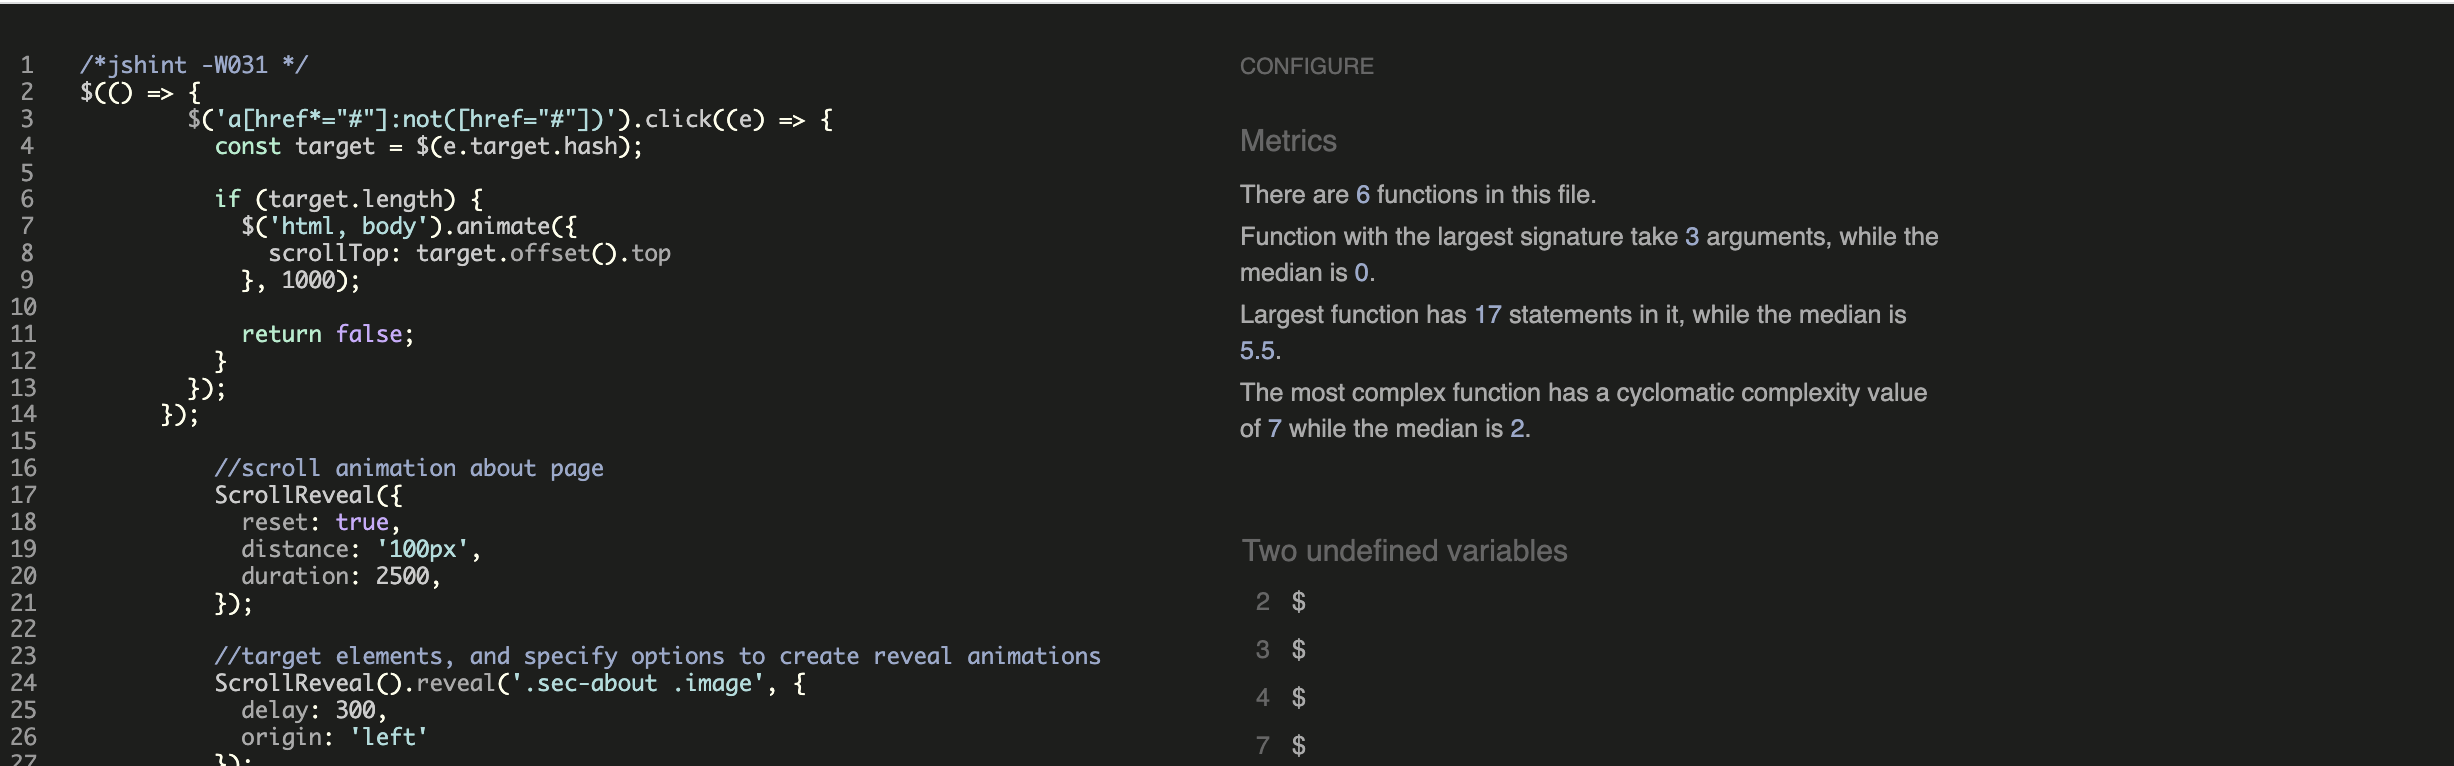 1 /*jshint -W031 */
2 $(() => {
3 $('a[href*="#"]:not([href="#"])').click((e) => {
4 const target = $(e.target.hash);
5
6 if (target.length) {
7 $('html, body').animate({
8 scrollTop: target.offset().top
9 }, 1000);
10
11 return false;
12 }
13 });
14 });
15
16 //scroll animation about page
17 ScrollReveal({
18 reset: true,
19 distance: '100px',
20 duration: 2500,
21 });
22
23 //target elements, and specify options to create reveal animations
24 ScrollReveal().reveal('.sec-about .image', {
25 delay: 300,
26 origin: 'left'
27 });
CONFIGURE
Metrics
There are 6 functions in this file.
Function with the largest signature take 3 arguments, while the
median is 0.
Largest function has 17 statements in it, while the median is
5.5.
The most complex function has a cyclomatic complexity value
of 7 while the median is 2.
Two undefined variables
2 $
3 $
4 $
7 $